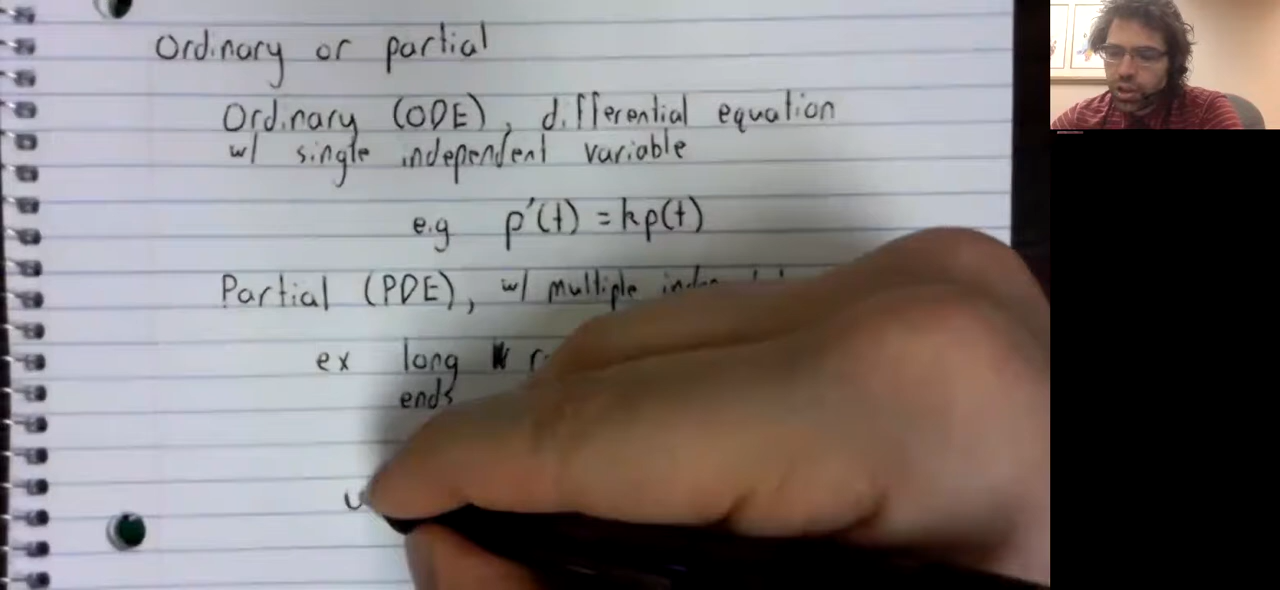 Ordinary or partial
Ordinary (ODE), differential equation
w/ single independent variable
e.g p'(t) = kp(t)
Partial (PDE), w/ multiple
ex long
ends
u